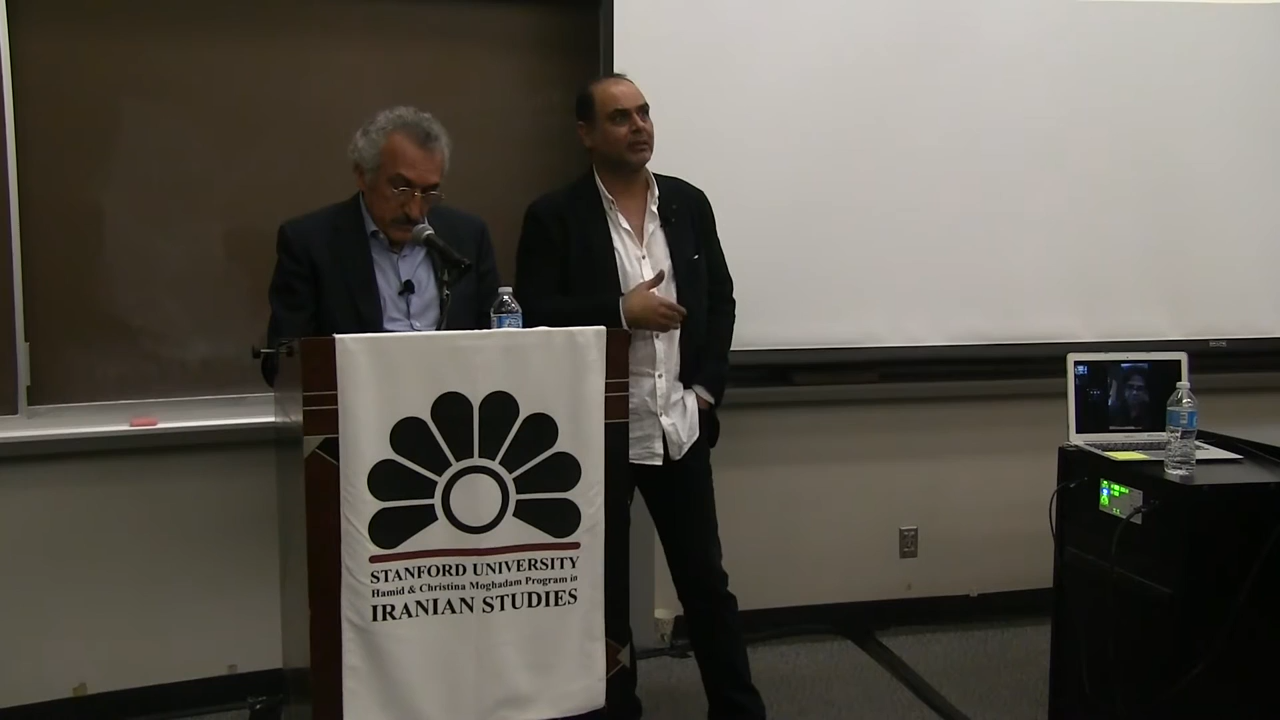 STANFORD UNIVERSITY
Hamid & Christina Moghadam Program in
IRANIAN STUDIES